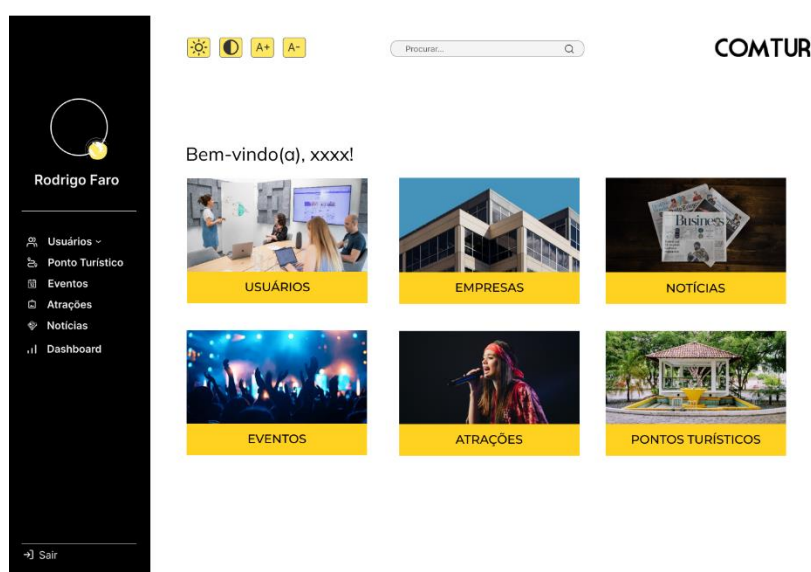 A+ A-
Procurar...
COMTUR
Rodrigo Faro
Usuários
Ponto Turístico
Eventos
Atrações
Notícias
Dashboard
Sair
Bem-vindo(a), xxxx!
USUÁRIOS
EMPRESAS
Business
NOTÍCIAS
EVENTOS
ATRAÇÕES
PONTOS TURÍSTICOS